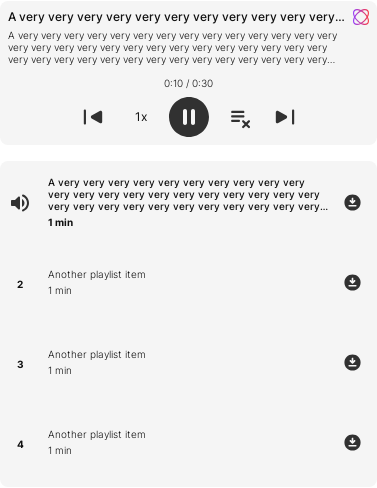 A very very very very very very very very very very very...
A very very very very very very very very very very very very very very
very very very very very very very very very very very very very very
very very very very very very very very very very very very very very...
0:10 / 0:30
1x
A very very very very very very very very very very
very very very very very very very very very very very
very very very very very very very very very very very...
1 min
2
Another playlist item
1 min
3
Another playlist item
1 min
4
Another playlist item
1 min